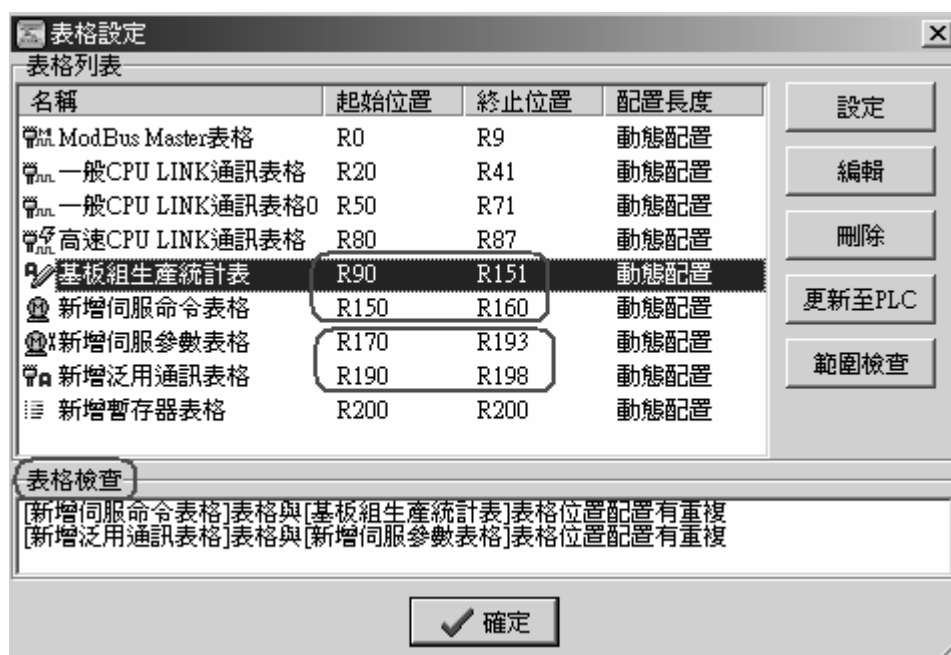 表格設定
表格列表
名稱 起始位置 終止位置 配置長度
ModBus Master表格 R0 R9 動態配置
一般CPU LINK通訊表格 R20 R41 動態配置
一般CPU LINK通訊表格0 R50 R71 動態配置
高速CPU LINK通訊表格 R80 R87 動態配置
基板組生產統計表 R90 R151 動態配置
新增伺服命令表格 R150 R160 動態配置
新增伺服參數表格 R170 R193 動態配置
新增泛用通訊表格 R190 R198 動態配置
新增暫存器表格 R200 R200 動態配置
設定
編輯
刪除
更新至PLC
範圍檢查
表格檢查
[新增伺服命令表格]表格與[基板組生產統計表]表格位置配置有重複
[新增泛用通訊表格]表格與[新增伺服參數表格]表格位置配置有重複
確定